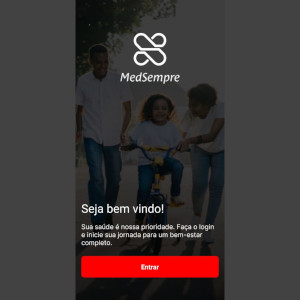 MedSempre
Seja bem vindo!
Sua saúde é nossa prioridade. Faça o login
e inicie sua jornada para um bem-estar
completo.
Entrar